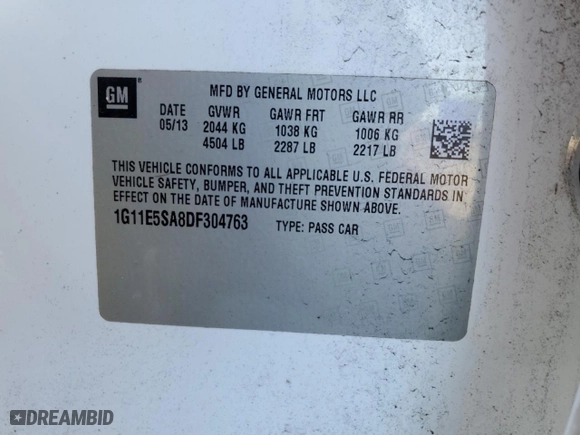 GM
MFD BY GENERAL MOTORS LLC
DATE GVWR GAWR FRT GAWR RR
05/13 2044 KG 1038 KG 1006 KG
4504 LB 2287 LB 2217 LB
THIS VEHICLE CONFORMS TO ALL APPLICABLE U.S. FEDERAL MOTOR
VEHICLE SAFETY, BUMPER, AND THEFT PREVENTION STANDARDS IN
EFFECT ON THE DATE OF MANUFACTURE SHOWN ABOVE.
1G11E5SA8DF304763 TYPE: PASS CAR
DREAMBID